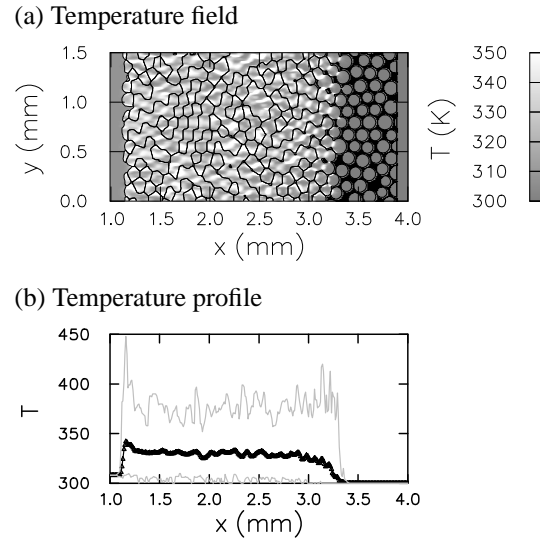 (a) Temperature field
1.5
1.0
0.5
0.0
y (mm)
1.0 1.5 2.0 2.5 3.0 3.5 4.0
x (mm)
350
340
330
320
310
300
T (K)
(b) Temperature profile
450
400
350
300
T
1.0 1.5 2.0 2.5 3.0 3.5 4.0
x (mm)